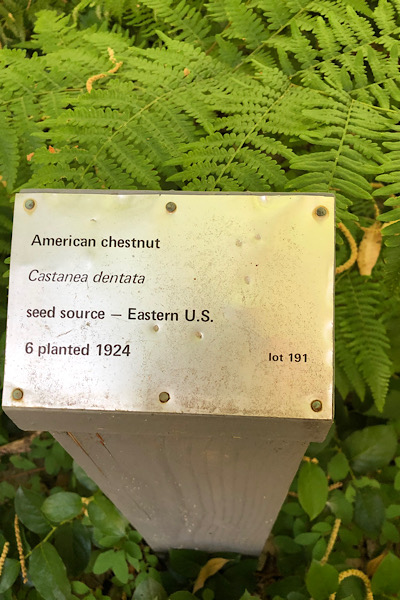 American chestnut
Castanea dentata
seed source – Eastern U.S.
6 planted 1924
lot 191